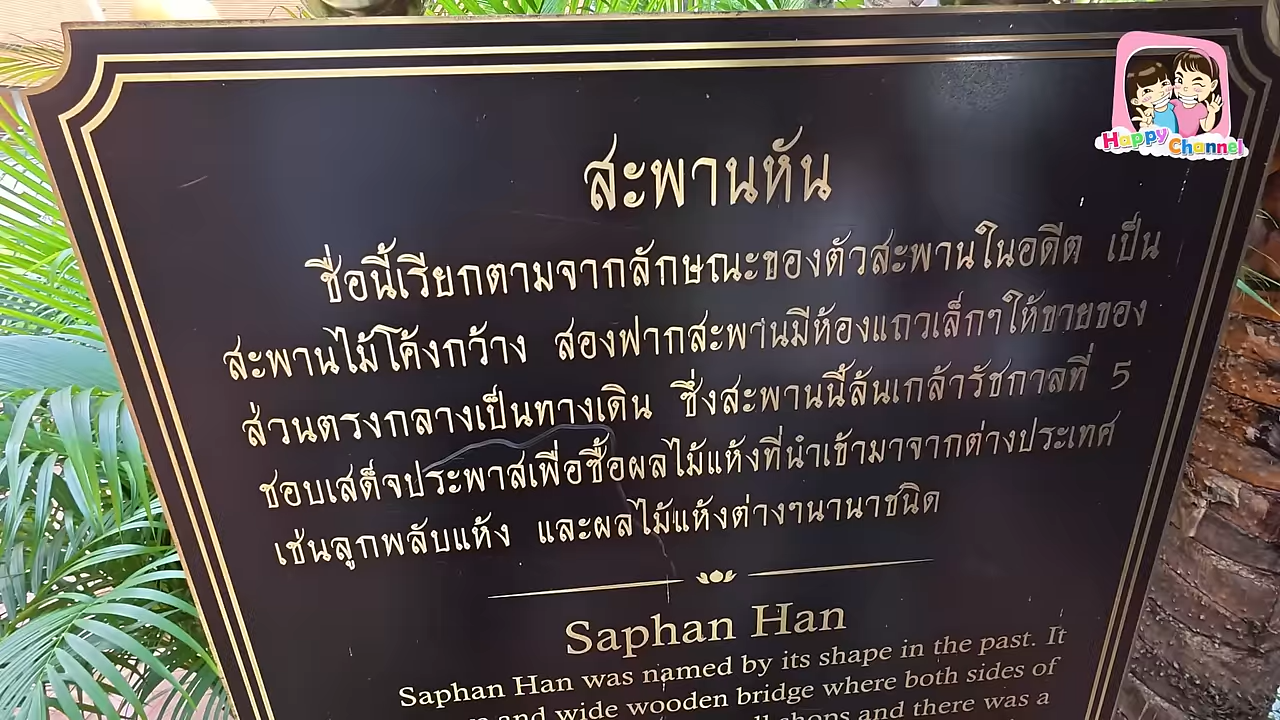 Happy Channel
สะพานหัน
ชื่อนี้เรียกตามจากลักษณะของตัวสะพานในอดีต เป็น
สะพานไม้โค้งกว้าง สองฟากสะพานมีห้องแถวเล็กๆให้ขายของ
ส่วนตรงกลางเป็นทางเดิน ซึ่งสะพานนี้ล้นเกล้ารัชกาลที่ 5
ชอบเสด็จประพาสเพื่อซื้อผลไม้แห้งที่นำเข้ามาจากต่างประเทศ
เช่นลูกพลับแห้ง และผลไม้แห้งต่างๆนานาชนิด
Saphan Han
Saphan Han was named by its shape in the past. It
and wide wooden bridge where both sides of
shops and there was a